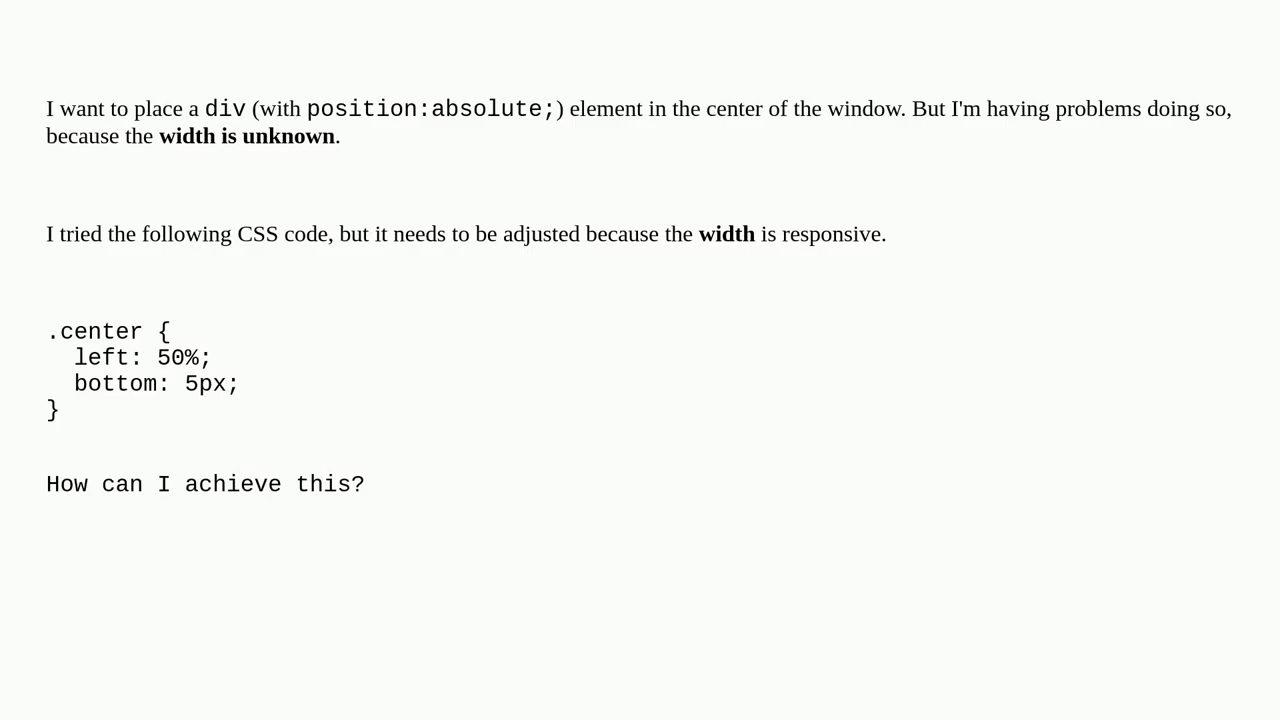 I want to place a div (with position:absolute;) element in the center of the window. But I'm having problems doing so,
because the width is unknown.
I tried the following CSS code, but it needs to be adjusted because the width is responsive.
.center {
  left: 50%;
  bottom: 5px;
}
How can I achieve this?